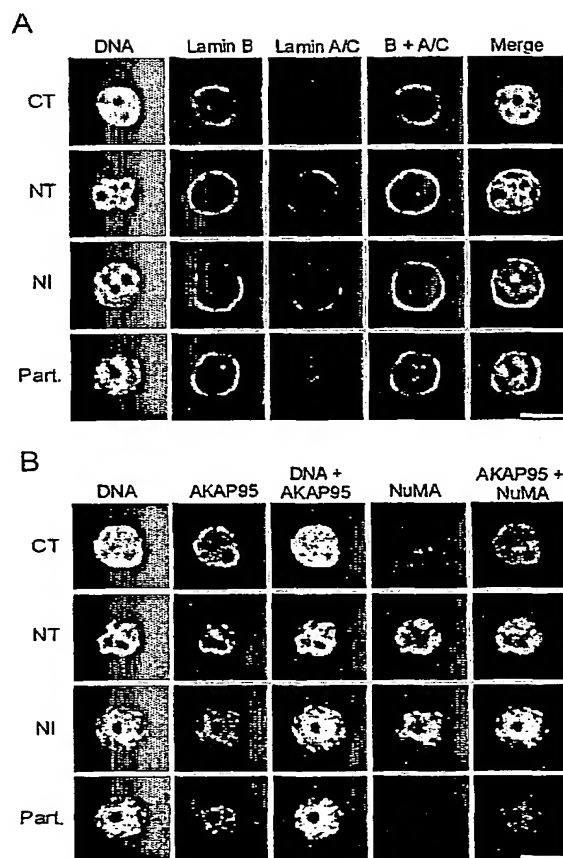 A
DNA Lamin B Lamin A/C B + A/C Merge
CT
NT
NI
Part.
B
DNA AKAP95 DNA + AKAP95 NuMA AKAP95 + NuMA
CT
NT
NI
Part.